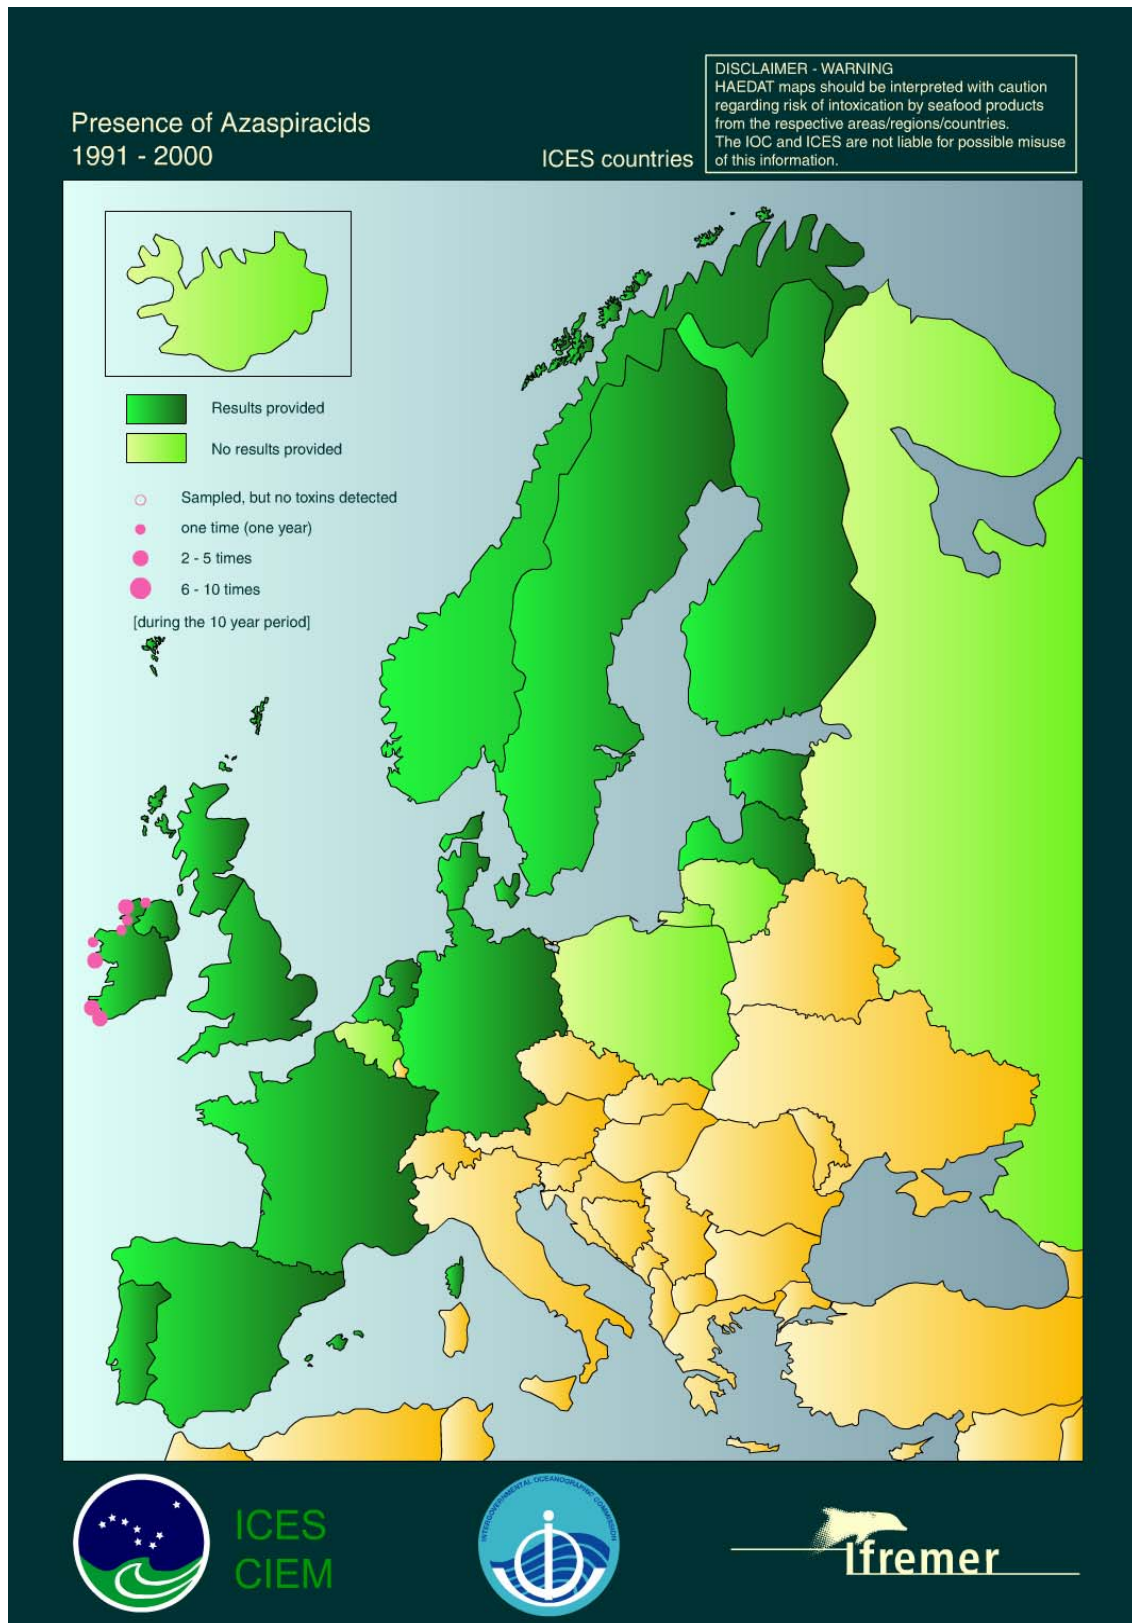 DISCLAIMER - WARNING
HAEDAT maps should be interpreted with caution
regarding risk of intoxication by seafood products
from the respective areas/regions/countries.
The IOC and ICES are not liable for possible misuse
of this information.
Presence of Azaspiracids
1991 - 2000
ICES countries
Results provided
No results provided
Sampled, but no toxins detected
one time (one year)
2 - 5 times
6 - 10 times
[during the 10 year period]
ICES
CIEM
INTERGOVERNMENTAL OCEANOGRAPHIC COMMISSION
Ifremer